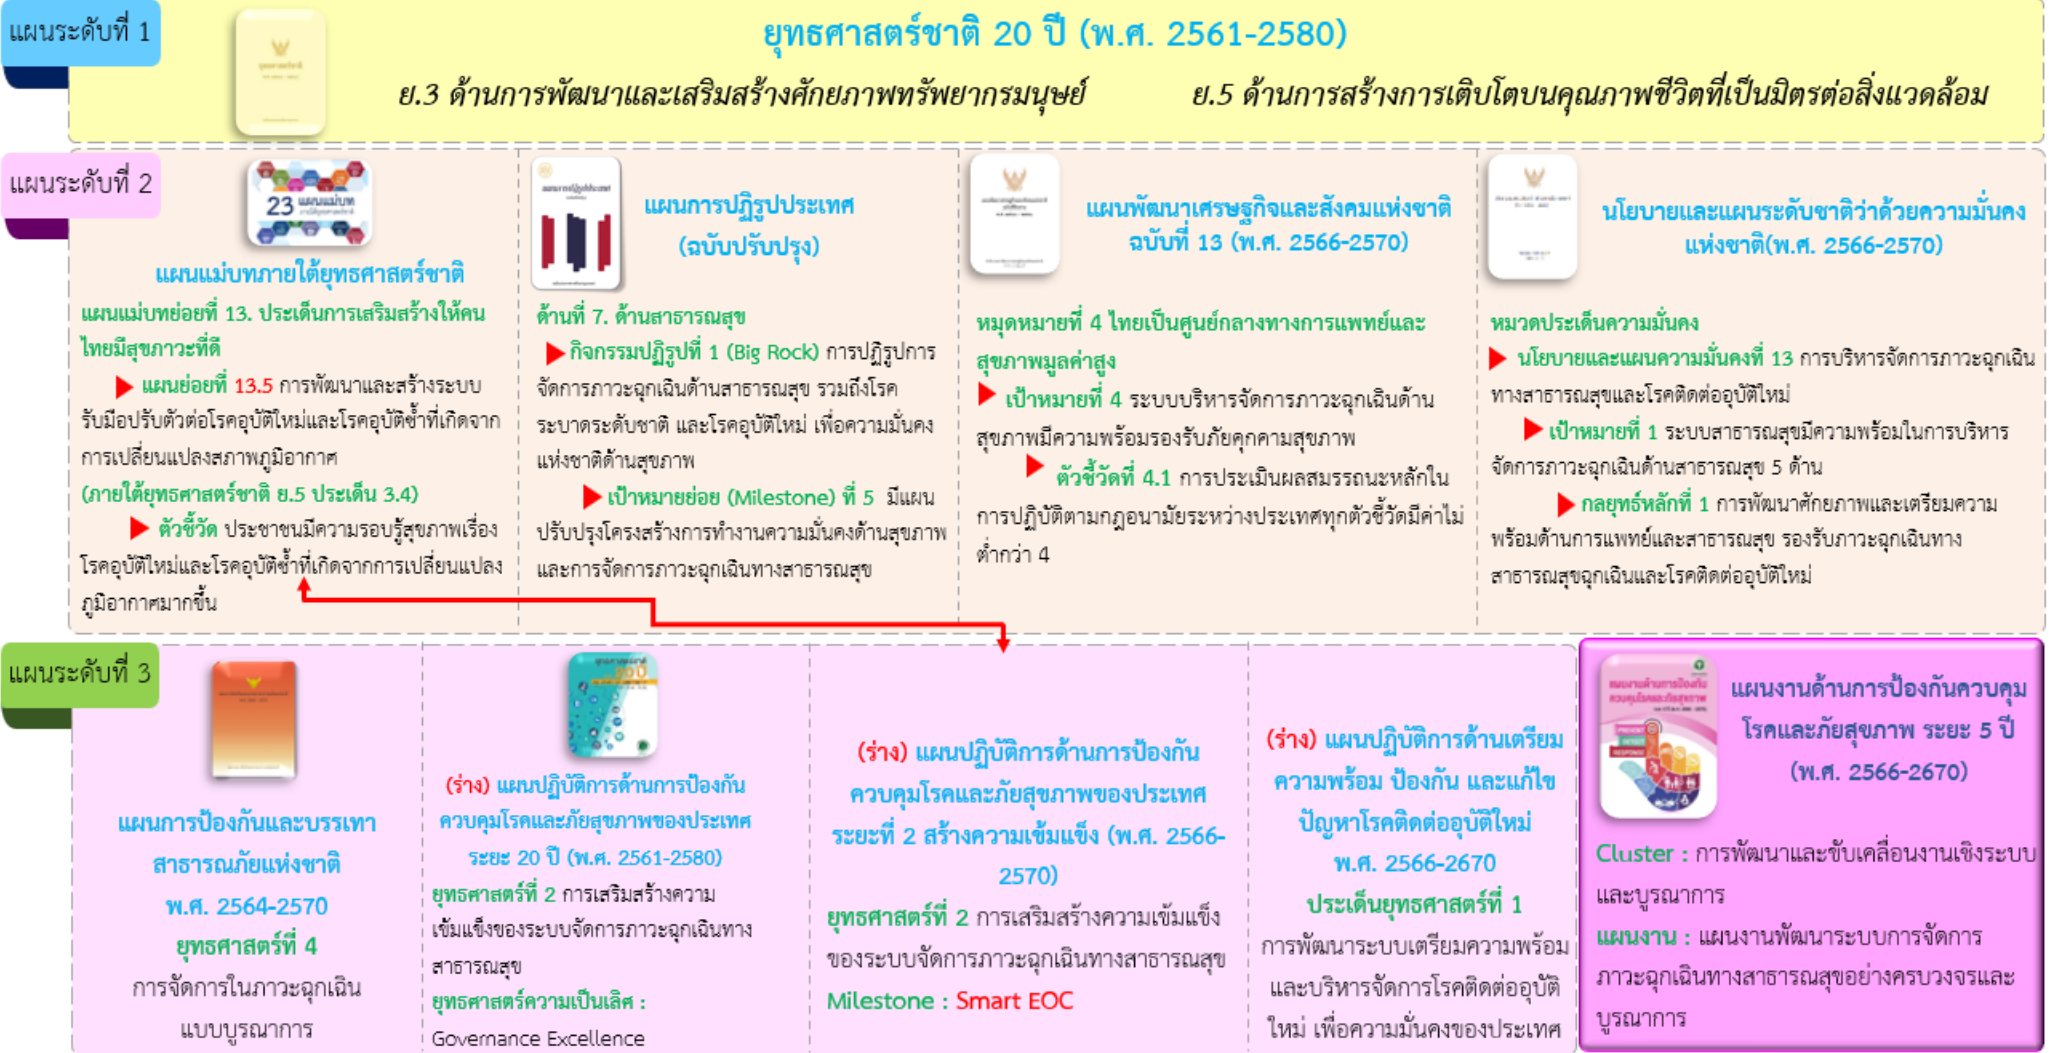 แผนระดับที่ 1
ยุทธศาสตร์ชาติ 20 ปี (พ.ศ. 2561-2580)
ย.3 ด้านการพัฒนาและเสริมสร้างศักยภาพทรัพยากรมนุษย์
ย.5 ด้านการสร้างการเติบโตบนคุณภาพชีวิตที่เป็นมิตรต่อสิ่งแวดล้อม
แผนระดับที่ 2
23 แผนแม่บท
แผนแม่บทภายใต้ยุทธศาสตร์ชาติ
แผนแม่บทย่อยที่ 13. ประเด็นการเสริมสร้างให้คน
ไทยมีสุขภาวะที่ดี
แผนย่อยที่ 13.5 การพัฒนาและสร้างระบบ
รับมือปรับตัวต่อโรคอุบัติใหม่และโรคอุบัติซ้ำที่เกิดจาก
การเปลี่ยนแปลงสภาพภูมิอากาศ
(ภายใต้ยุทธศาสตร์ชาติ ย.5 ประเด็น 3.4)
ตัวชี้วัด ประชาชนมีความรอบรู้สุขภาพเรื่อง
โรคอุบัติใหม่และโรคอุบัติซ้ำที่เกิดจากการเปลี่ยนแปลง
ภูมิอากาศมากขึ้น
แผนการปฏิรูปประเทศ
(ฉบับปรับปรุง)
ด้านที่ 7. ด้านสาธารณสุข
กิจกรรมปฏิรูปที่ 1 (Big Rock) การปฏิรูปการ
จัดการภาวะฉุกเฉินด้านสาธารณสุข รวมถึงโรค
ระบาดระดับชาติ และโรคอุบัติใหม่ เพื่อความมั่นคง
แห่งชาติด้านสุขภาพ
เป้าหมายย่อย (Milestone) ที่ 5 มีแผน
ปรับปรุงโครงสร้างการทำงานความมั่นคงด้านสุขภาพ
และการจัดการภาวะฉุกเฉินทางสาธารณสุข
แผนพัฒนาเศรษฐกิจและสังคมแห่งชาติ
ฉบับที่ 13 (พ.ศ. 2566-2570)
หมุดหมายที่ 4 ไทยเป็นศูนย์กลางทางการแพทย์และ
สุขภาพมูลค่าสูง
เป้าหมายที่ 4 ระบบบริหารจัดการภาวะฉุกเฉินด้าน
สุขภาพมีความพร้อมรองรับภัยคุกคามสุขภาพ
ตัวชี้วัดที่ 4.1 การประเมินผลสมรรถนะหลักใน
การปฏิบัติตามกฎอนามัยระหว่างประเทศทุกตัวชี้วัดมีค่าไม่
ต่ำกว่า 4
นโยบายและแผนระดับชาติว่าด้วยความมั่นคง
แห่งชาติ(พ.ศ. 2566-2570)
หมวดประเด็นความมั่นคง
นโยบายและแผนความมั่นคงที่ 13 การบริหารจัดการภาวะฉุกเฉิน
ทางสาธารณสุขและโรคติดต่ออุบัติใหม่
เป้าหมายที่ 1 ระบบสาธารณสุขมีความพร้อมในการบริหาร
จัดการภาวะฉุกเฉินด้านสาธารณสุข 5 ด้าน
กลยุทธ์หลักที่ 1 การพัฒนาศักยภาพและเตรียมความ
พร้อมด้านการแพทย์และสาธารณสุข รองรับภาวะฉุกเฉินทาง
สาธารณสุขฉุกเฉินและโรคติดต่ออุบัติใหม่
แผนระดับที่ 3
แผนการป้องกันและบรรเทา
สาธารณภัยแห่งชาติ
พ.ศ. 2564-2570
ยุทธศาสตร์ที่ 4
การจัดการในภาวะฉุกเฉิน
แบบบูรณาการ
(ร่าง) แผนปฏิบัติการด้านการป้องกัน
ควบคุมโรคและภัยสุขภาพของประเทศ
ระยะ 20 ปี (พ.ศ. 2561-2580)
ยุทธศาสตร์ที่ 2 การเสริมสร้างความ
เข้มแข็งของระบบจัดการภาวะฉุกเฉินทาง
สาธารณสุข
ยุทธศาสตร์ความเป็นเลิศ :
Governance Excellence
(ร่าง) แผนปฏิบัติการด้านการป้องกัน
ควบคุมโรคและภัยสุขภาพของประเทศ
ระยะที่ 2 สร้างความเข้มแข็ง (พ.ศ. 2566-
2570)
ยุทธศาสตร์ที่ 2 การเสริมสร้างความเข้มแข็ง
ของระบบจัดการภาวะฉุกเฉินทางสาธารณสุข
Milestone : Smart EOC
(ร่าง) แผนปฏิบัติการด้านเตรียม
ความพร้อม ป้องกัน และแก้ไข
ปัญหาโรคติดต่ออุบัติใหม่
พ.ศ. 2566-2670
ประเด็นยุทธศาสตร์ที่ 1
การพัฒนาระบบเตรียมความพร้อม
และบริหารจัดการโรคติดต่ออุบัติ
ใหม่ เพื่อความมั่นคงของประเทศ
แผนงานด้านการป้องกัน
ควบคุมโรคและภัยสุขภาพ
แผนงานด้านการป้องกันควบคุม
โรคและภัยสุขภาพ ระยะ 5 ปี
(พ.ศ. 2566-2670)
Cluster : การพัฒนาและขับเคลื่อนงานเชิงระบบ
และบูรณาการ
แผนงาน : แผนงานพัฒนาระบบการจัดการ
ภาวะฉุกเฉินทางสาธารณสุขอย่างครบวงจรและ
บูรณาการ